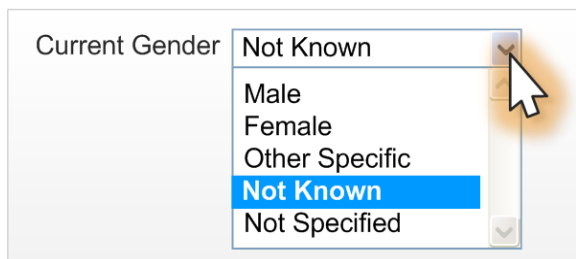 Current Gender Not Known
Male
Female
Other Specific
Not Known
Not Specified